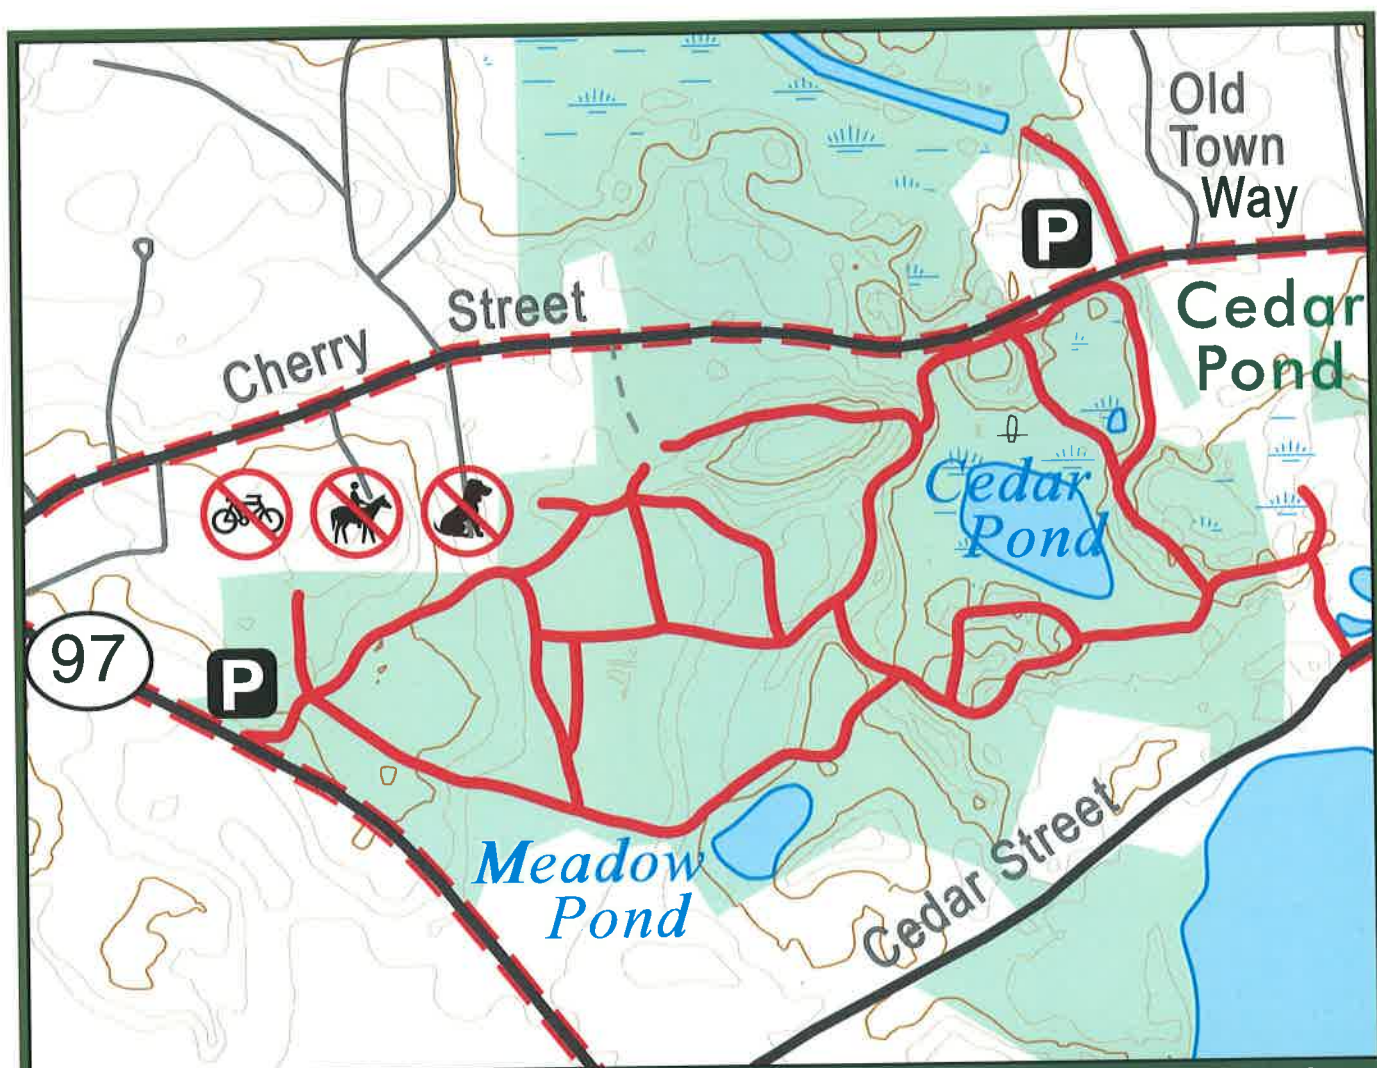 Old
Town
Way
P
Cherry Street
Cedar
Pond
Cedar
Pond
97
P
Meadow
Pond
Cedar Street